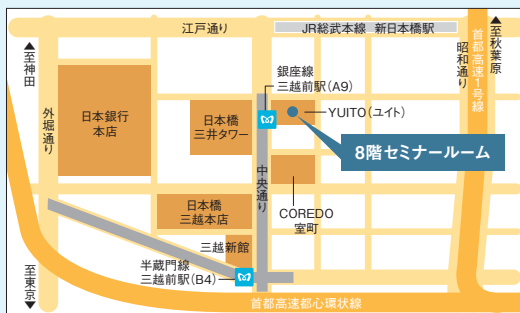 江戸通り
JR総武本線 新日本橋駅
▲至神田
外堀通り
日本銀行
本店
日本橋
三井タワー
銀座線
三越前駅(A9)
YUITO(ユイト)
8階セミナールーム
首都高速1号線
昭和通り
▲至秋葉原
中央通り
日本橋
三越本店
COREDO
室町
三越新館
半蔵門線
三越前駅(B4)
至東京▼
首都高速都心環状線